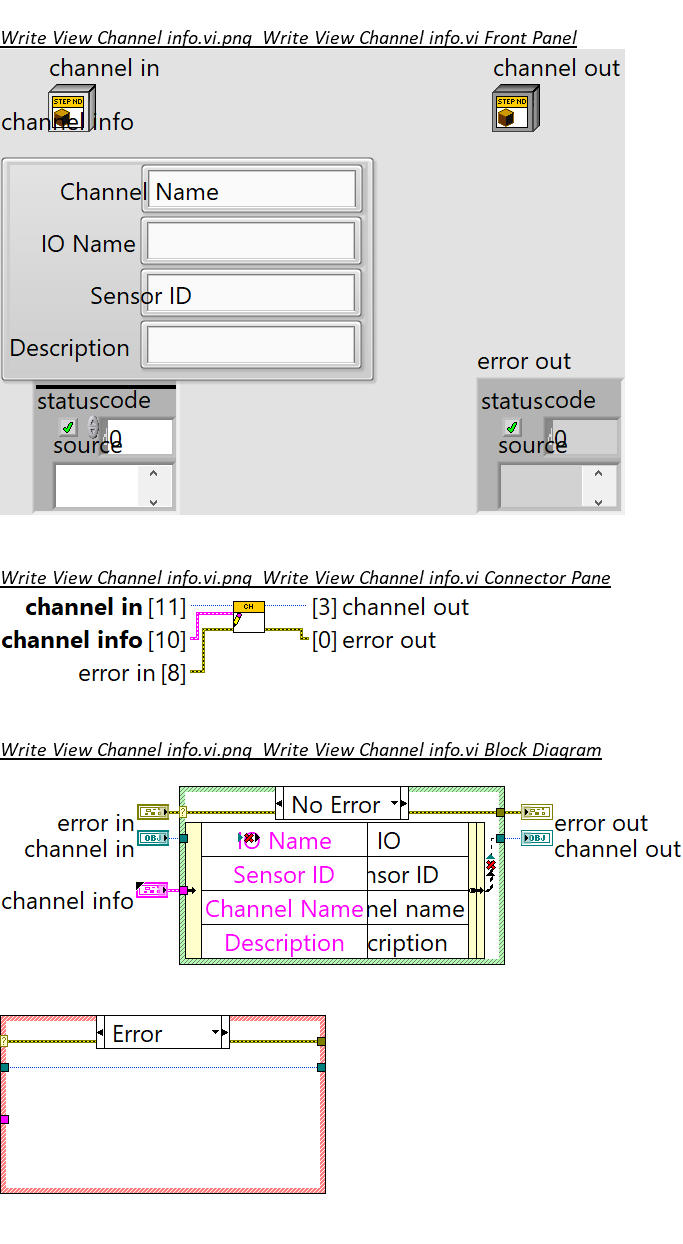 Write View Channel info.vi.png  Write View Channel info.vi Front Panel
channel in
channel out
STEP ND
STEP ND
channel info
Channel Name
IO Name
Sensor ID
Description
error out
status code
status code
0
0
source
source
Write View Channel info.vi.png  Write View Channel info.vi Connector Pane
channel in [11]
CH
[3] channel out
channel info [10]
[0] error out
error in [8]
Write View Channel info.vi.png  Write View Channel info.vi Block Diagram
No Error
error in
error out
channel in
OBJ
OBJ
channel out
channel info
IO Name
IO
Sensor ID
nsor ID
Channel Name
nel name
Description
cription
Error